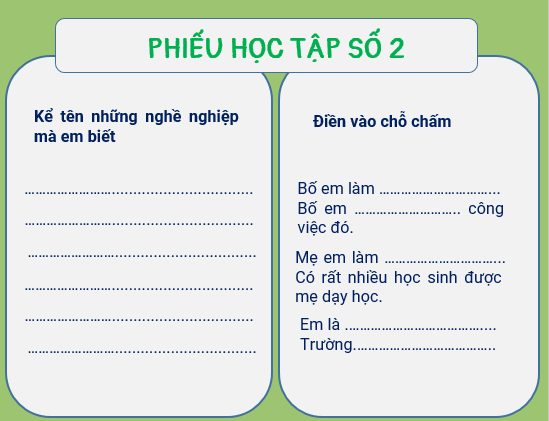 PHIẾU HỌC TẬP SỐ 2
Kể tên những nghề nghiệp
mà em biết
……………………........................
……………………........................
……………………........................
……………………........................
……………………........................
……………………........................
Điền vào chỗ chấm
Bố em làm …………………………...
Bố em ……………………….. công
việc đó.
Mẹ em làm …………………………...
Có rất nhiều học sinh được
mẹ dạy học.
Em là ………………………………....
Trường………………………………..